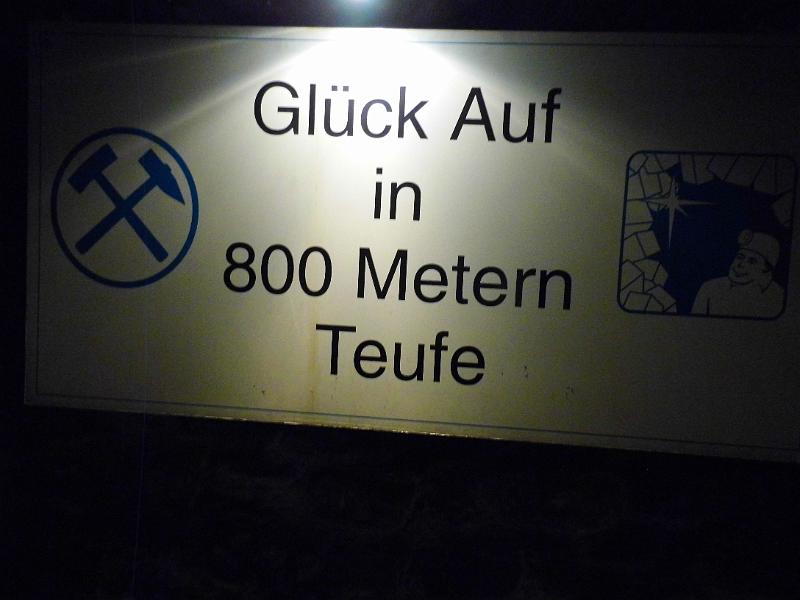 Glück Auf
in
800 Metern
Teufe